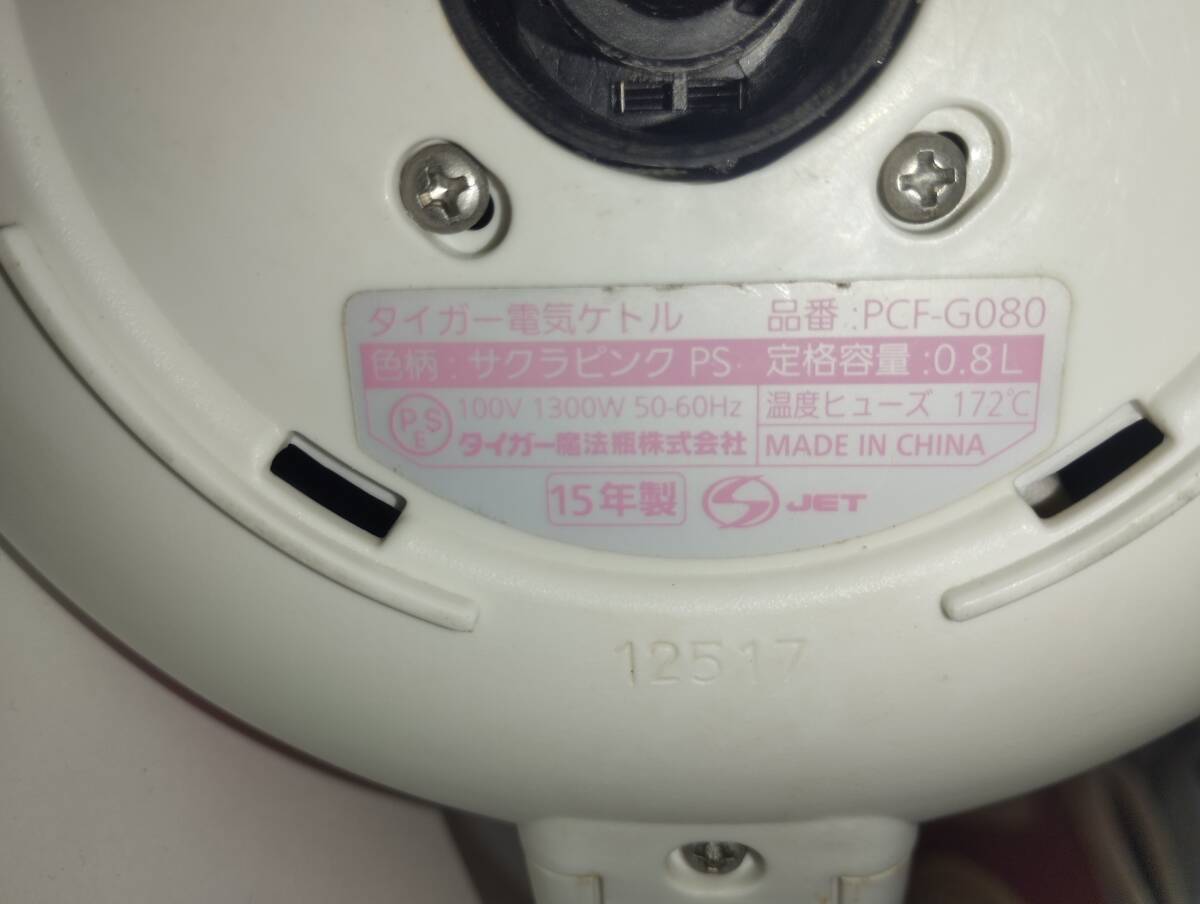 タイガー電気ケトル 品番:PCF-G080
色柄:サクラピンク PS 定格容量:0.8L
PSE 100V 1300W 50-60Hz 温度ヒューズ 172℃
タイガー魔法瓶株式会社 MADE IN CHINA
15年製 S JET
12517